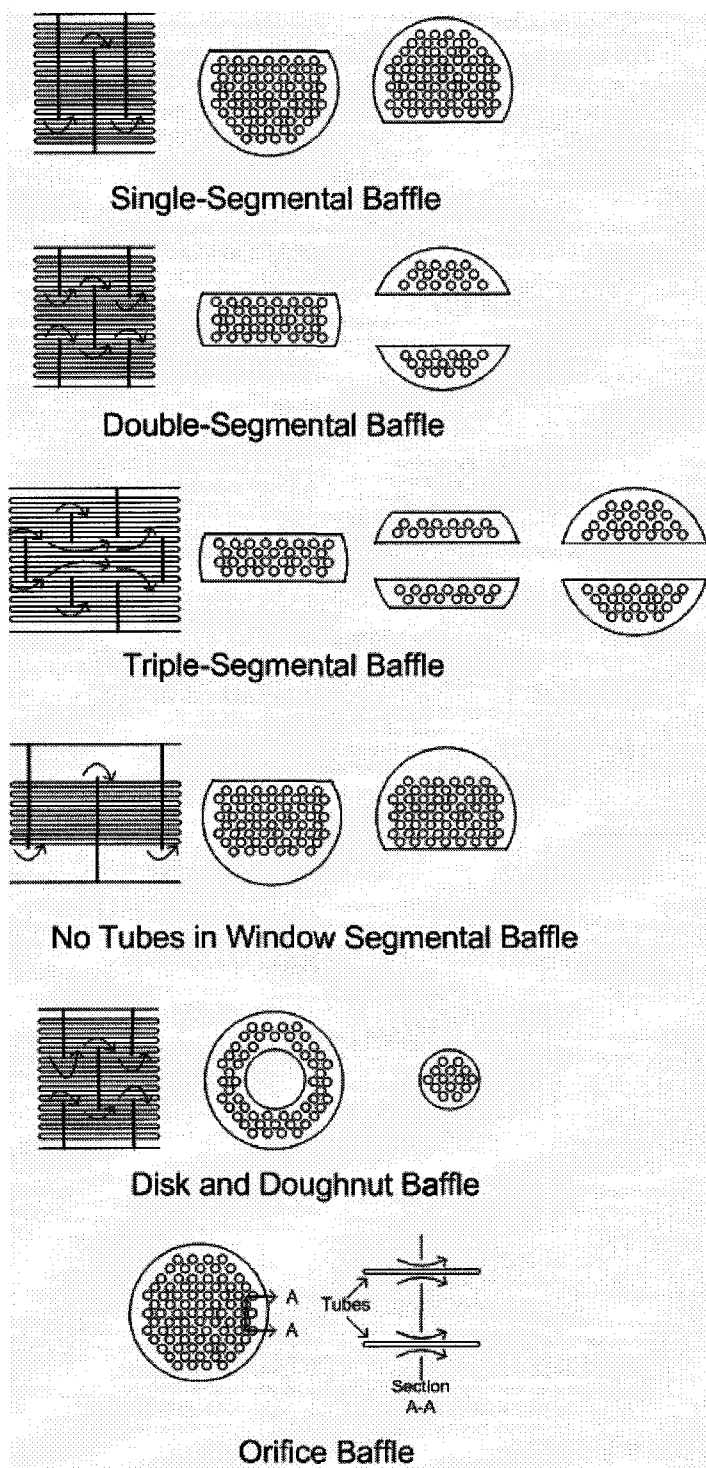 Single-Segmental Baffle
Double-Segmental Baffle
Triple-Segmental Baffle
No Tubes in Window Segmental Baffle
Disk and Doughnut Baffle
A
Tubes
A
Section
A-A
Orifice Baffle